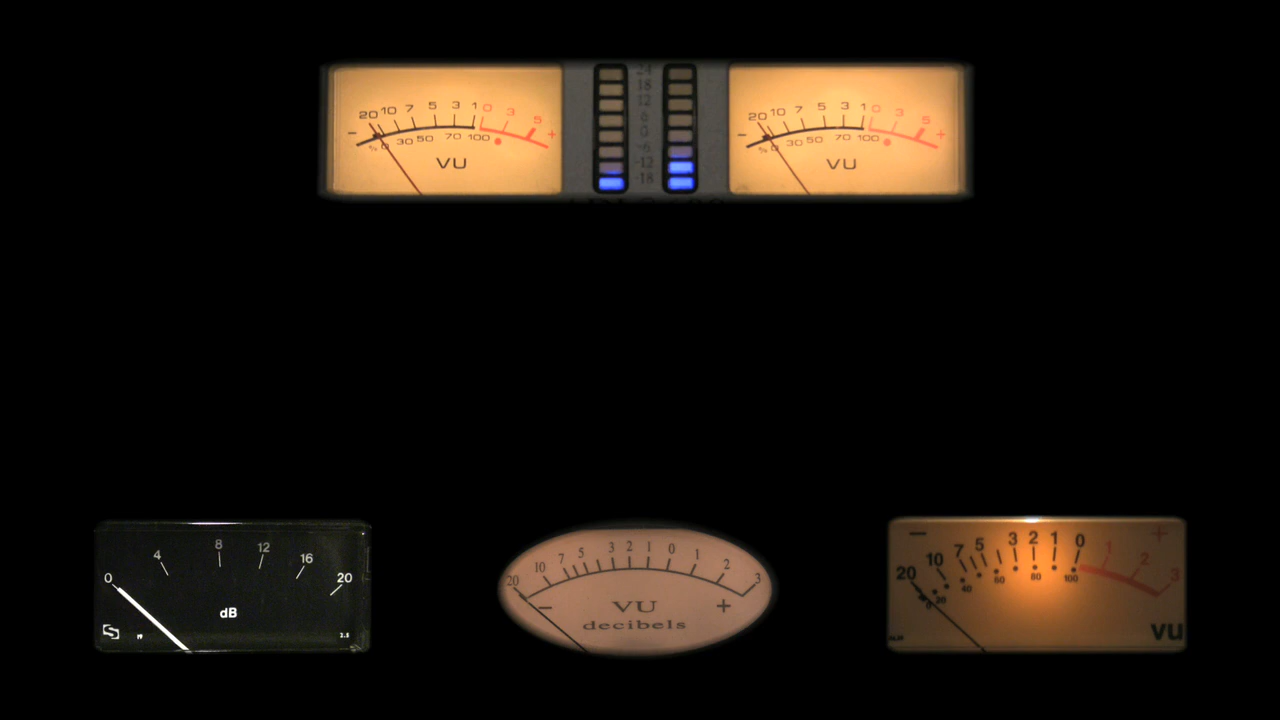 20 10 7 5 3 1 0 3 5
- % 0 30 50 70 100 +
VU
24
18
12
6
0
-6
-12
-18
20 10 7 5 3 1 0 3 5
- % 0 30 50 70 100 +
VU
0 4 8 12 16 20
dB
20 10 7 5 3 2 1 0 1 2 3
- VU +
decibels
- +
20 10 7 5 3 2 1 0 1 2 3
0 20 40 60 80 100
vu